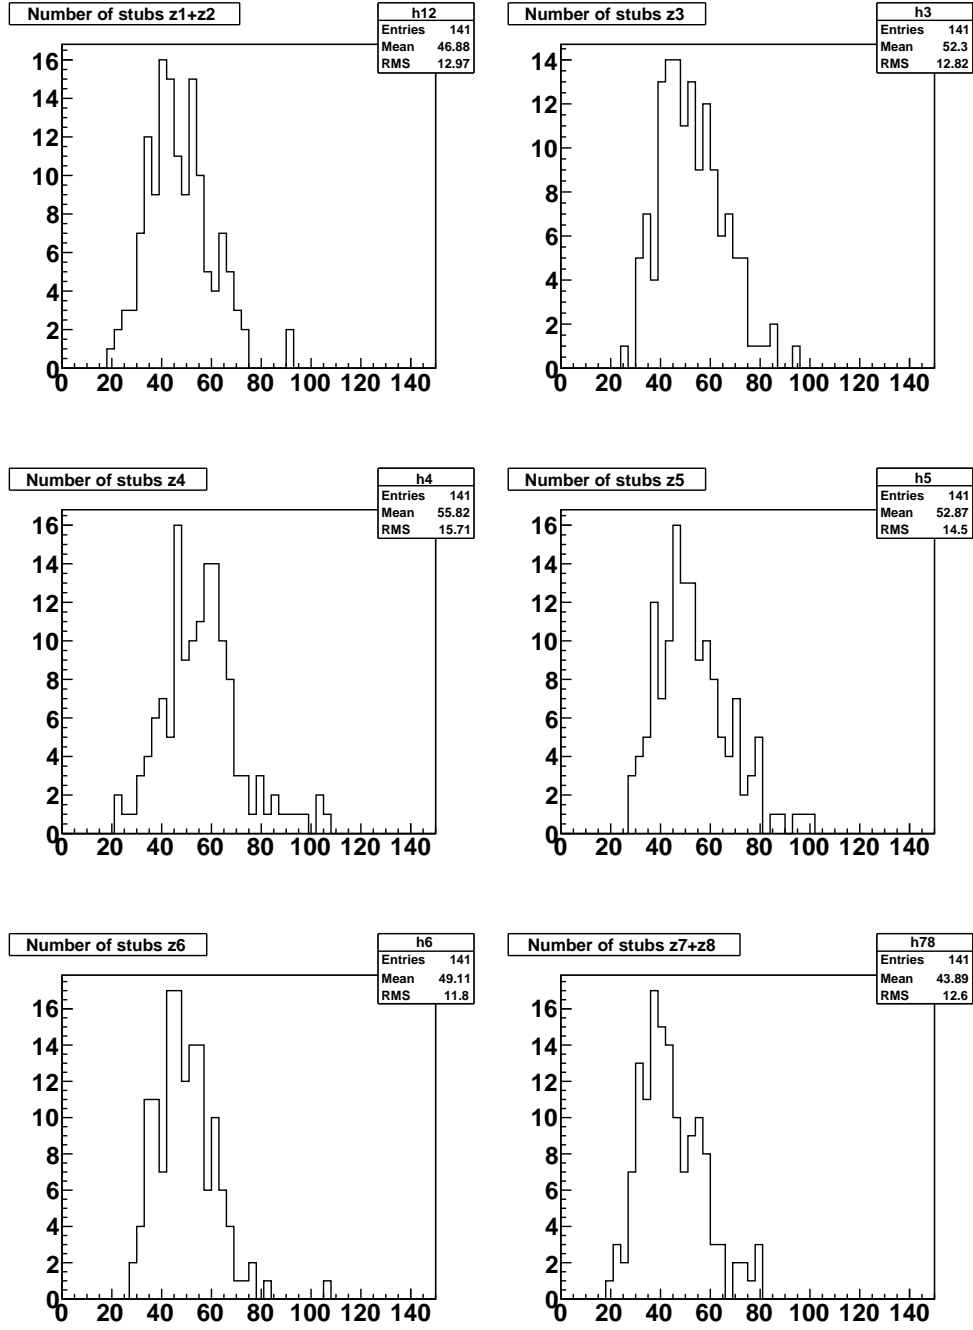 Number of stubs z1+z2
h12
Entries 141
Mean 46.88
RMS 12.97
16
14
12
10
8
6
4
2
0
0 20 40 60 80 100 120 140
Number of stubs z3
h3
Entries 141
Mean 52.3
RMS 12.82
14
12
10
8
6
4
2
0
0 20 40 60 80 100 120 140
Number of stubs z4
h4
Entries 141
Mean 55.82
RMS 15.71
16
14
12
10
8
6
4
2
0
0 20 40 60 80 100 120 140
Number of stubs z5
h5
Entries 141
Mean 52.87
RMS 14.5
16
14
12
10
8
6
4
2
0
0 20 40 60 80 100 120 140
Number of stubs z6
h6
Entries 141
Mean 49.11
RMS 11.8
16
14
12
10
8
6
4
2
0
0 20 40 60 80 100 120 140
Number of stubs z7+z8
h78
Entries 141
Mean 43.89
RMS 12.6
16
14
12
10
8
6
4
2
0
0 20 40 60 80 100 120 140